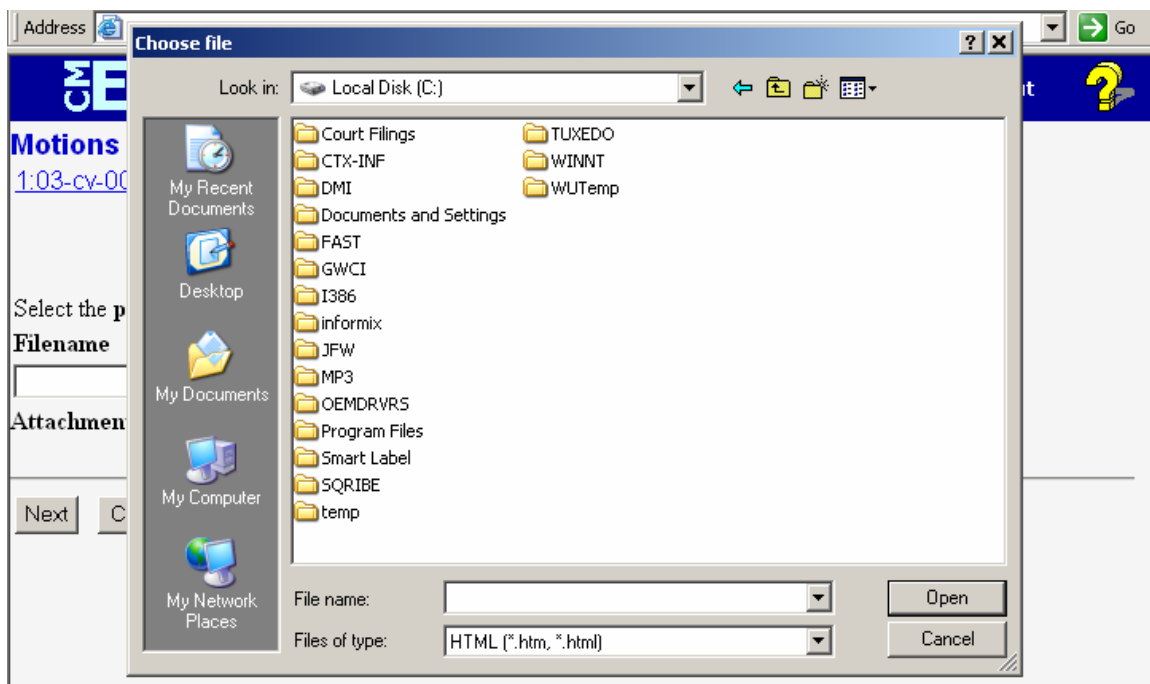 Address
Go
Choose file
Look in: Local Disk (C:)
CM
E
Motions
1:03-cv-00
Select the p
Filename
Attachmen
Next
C
My Recent
Documents
Desktop
My Documents
My Computer
My Network
Places
Court Filings
CTX-INF
DMI
Documents and Settings
FAST
GWCI
I386
informix
JFW
MP3
OEMDRVRS
Program Files
Smart Label
SQRIBE
temp
TUXEDO
WINNT
WUTemp
File name:
Open
Files of type: HTML (*.htm, *.html)
Cancel